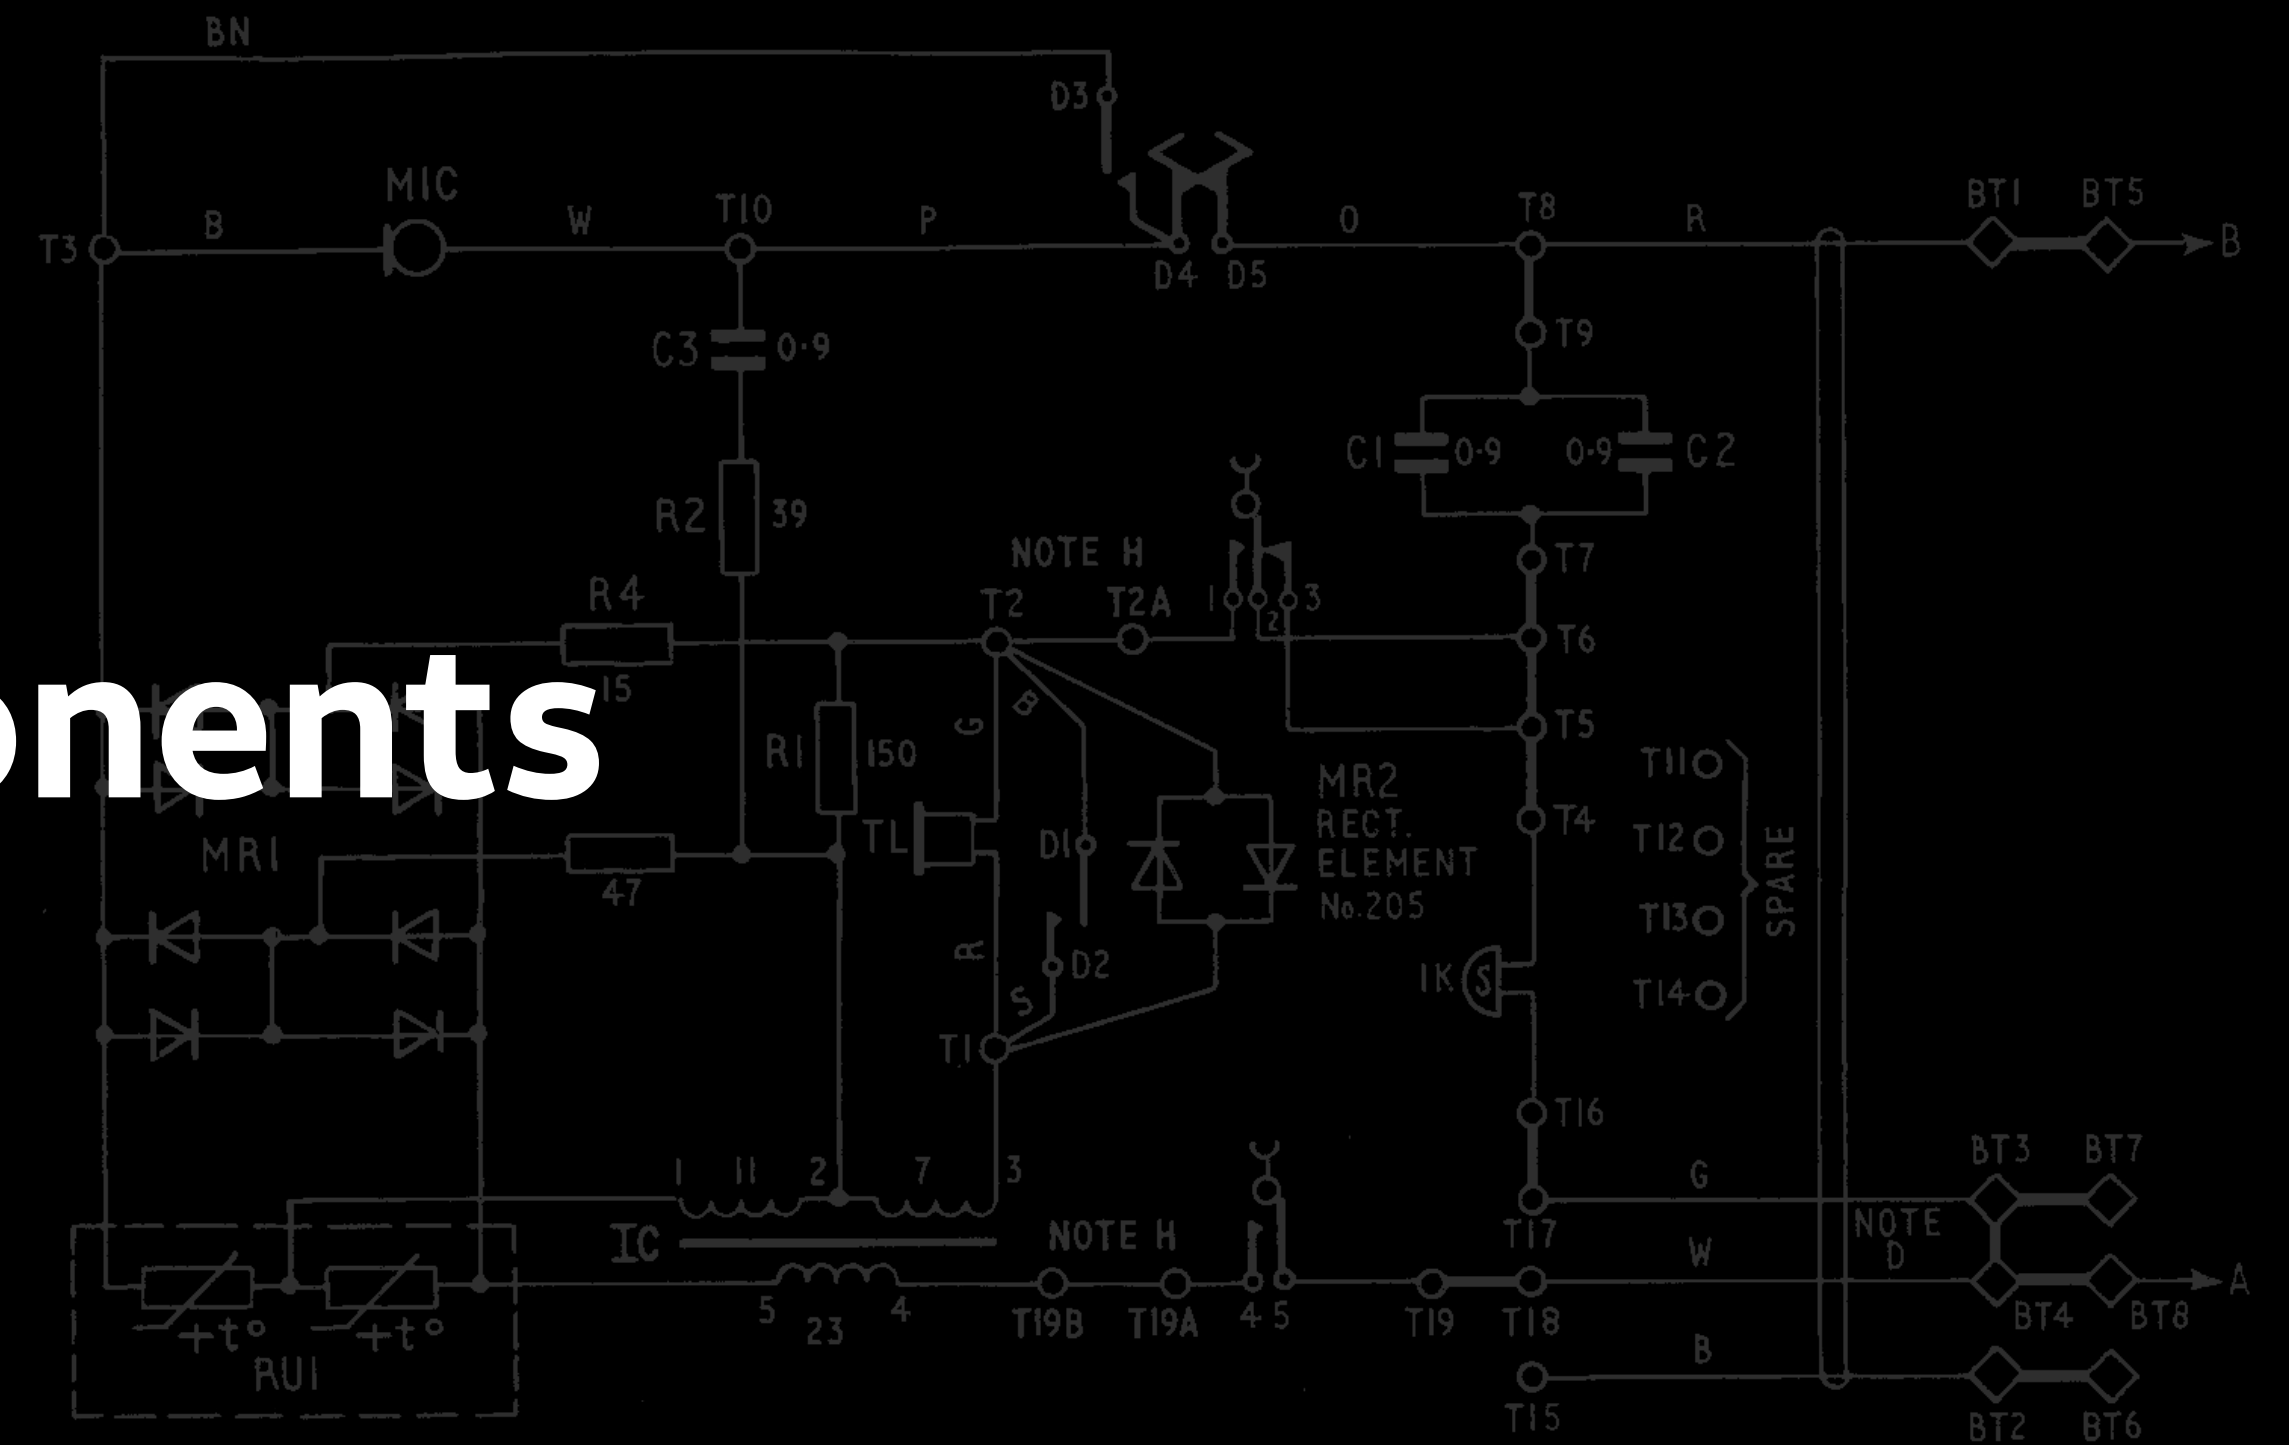 BN
D3
MIC
T3 B W T10 P O T8 R BT1 BT5 B
D4 D5
C3 0·9 T9
C1 0·9 0·9 C2
R2 39
NOTE H T7
R4 T2 T2A 1 2 3 T6
15
onents
G B T5
R1 150 MR2 T11
RECT. T4
MR1 TL D1 ELEMENT T12
47 No.205 SPARE
T13
R D2 1K S T14
S
T1
T16
1 11 2 7 3 BT3 BT7
G
IC NOTE H T17 NOTE
W D A
5 23 4 T19B T19A 4 5 T19 T18 BT4 BT8
+t° +t°
RU1 B
T15 BT2 BT6